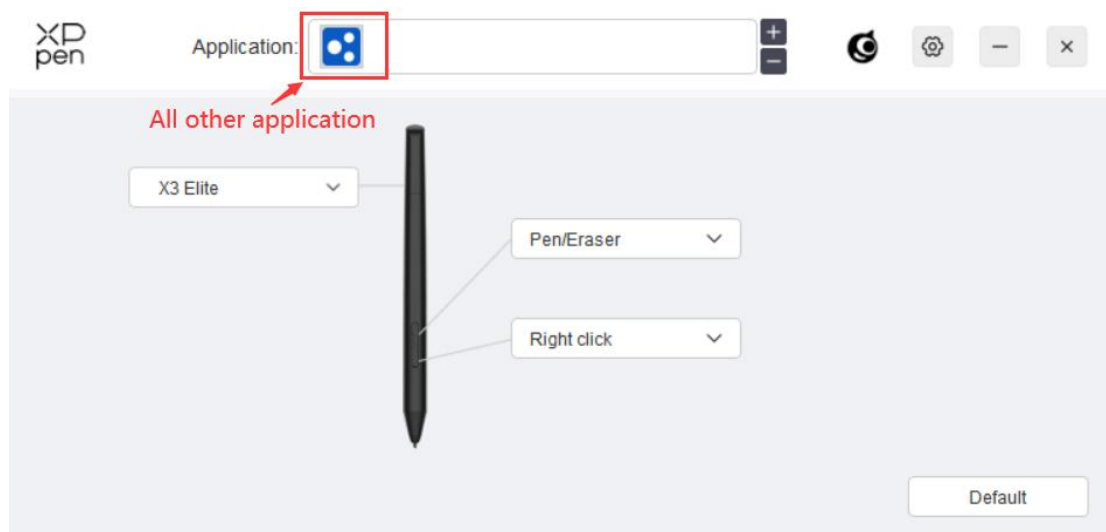 XP
pen
Application:
All other application
X3 Elite
Pen/Eraser
Right click
Default